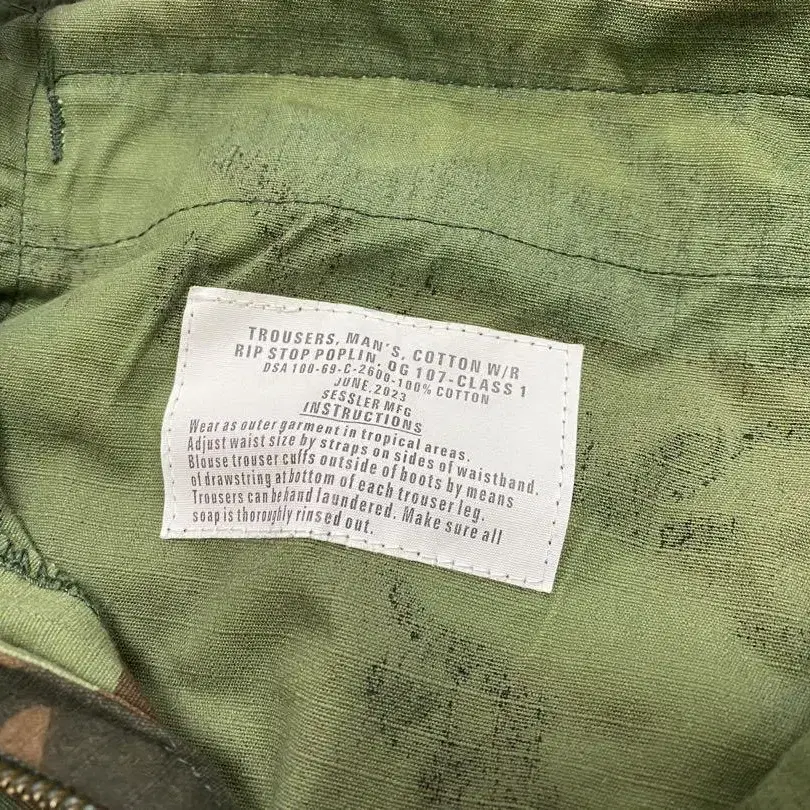 TROUSERS, MAN'S, COTTON W/R
RIP STOP POPLIN, OG 107-CLASS 1
DSA 100-69-C-2606-100% COTTON
JUNE, 2023
SESSLER MFG
INSTRUCTIONS
Wear as outer garment in tropical areas.
Adjust waist size by straps on sides of waistband.
Blouse trouser cuffs outside of boots by means
of drawstring at bottom of each trouser leg.
Trousers can be hand laundered. Make sure all
soap is thoroughly rinsed out.